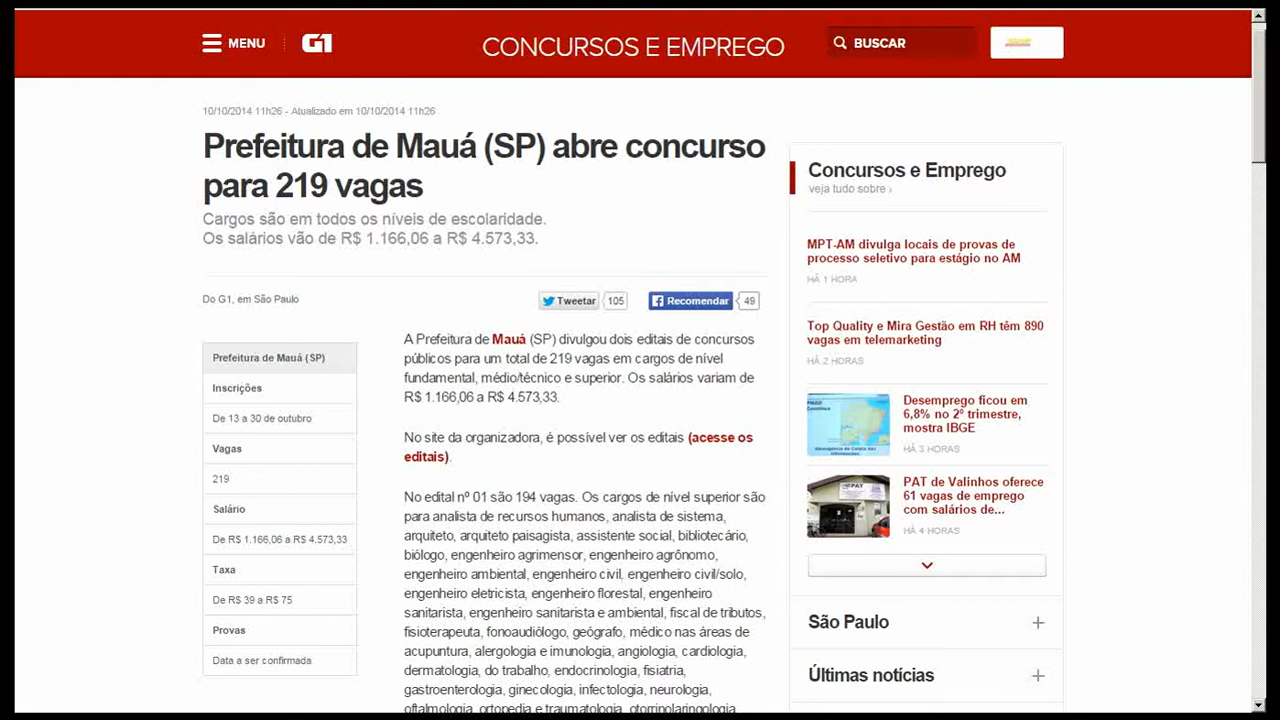 MENU
G1
CONCURSOS E EMPREGO
BUSCAR
10/10/2014 11h26 - Atualizado em 10/10/2014 11h26
Prefeitura de Mauá (SP) abre concurso
para 219 vagas
Cargos são em todos os níveis de escolaridade.
Os salários vão de R$ 1.166,06 a R$ 4.573,33.
Do G1, em São Paulo
Tweetar 105
Recomendar 49
Prefeitura de Mauá (SP)
Inscrições
De 13 a 30 de outubro
Vagas
219
Salário
De R$ 1.166,06 a R$ 4.573,33
Taxa
De R$ 39 a R$ 75
Provas
Data a ser confirmada
A Prefeitura de Mauá (SP) divulgou dois editais de concursos
públicos para um total de 219 vagas em cargos de nível
fundamental, médio/técnico e superior. Os salários variam de
R$ 1.166,06 a R$ 4.573,33.
No site da organizadora, é possível ver os editais (acesse os
editais).
No edital nº 01 são 194 vagas. Os cargos de nível superior são
para analista de recursos humanos, analista de sistema,
arquiteto, arquiteto paisagista, assistente social, bibliotecário,
biólogo, engenheiro agrimensor, engenheiro agrônomo,
engenheiro ambiental, engenheiro civil, engenheiro civil/solo,
engenheiro eletricista, engenheiro florestal, engenheiro
sanitarista, engenheiro sanitarista e ambiental, fiscal de tributos,
fisioterapeuta, fonoaudiólogo, geógrafo, médico nas áreas de
acupuntura, alergologia e imunologia, angiologia, cardiologia,
dermatologia, do trabalho, endocrinologia, fisiatria,
gastroenterologia, ginecologia, infectologia, neurologia,
oftalmologia, ortopedia e traumatologia, otorrinolaringologia,
Concursos e Emprego
veja tudo sobre ›
MPT-AM divulga locais de provas de
processo seletivo para estágio no AM
HÁ 1 HORA
Top Quality e Mira Gestão em RH têm 890
vagas em telemarketing
HÁ 2 HORAS
Desemprego ficou em
6,8% no 2º trimestre,
mostra IBGE
HÁ 3 HORAS
PAT de Valinhos oferece
61 vagas de emprego
com salários de...
HÁ 4 HORAS
São Paulo +
Últimas notícias +